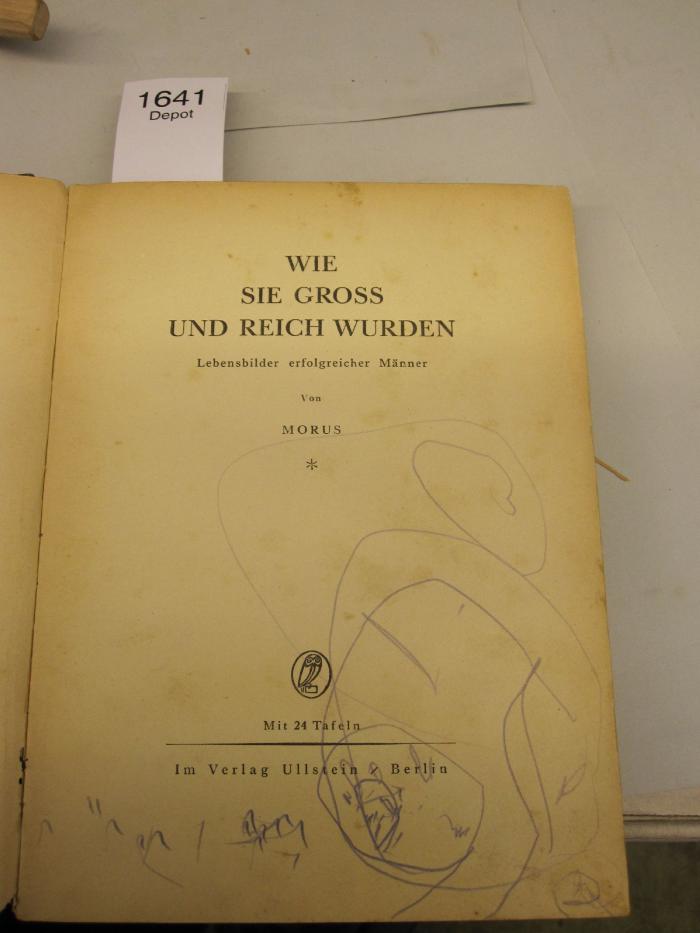 1641
Depot
WIE
SIE GROSS
UND REICH WURDEN
Lebensbilder erfolgreicher Männer
Von
MORUS
*
Mit 24 Tafeln
Im Verlag Ullstein / Berlin